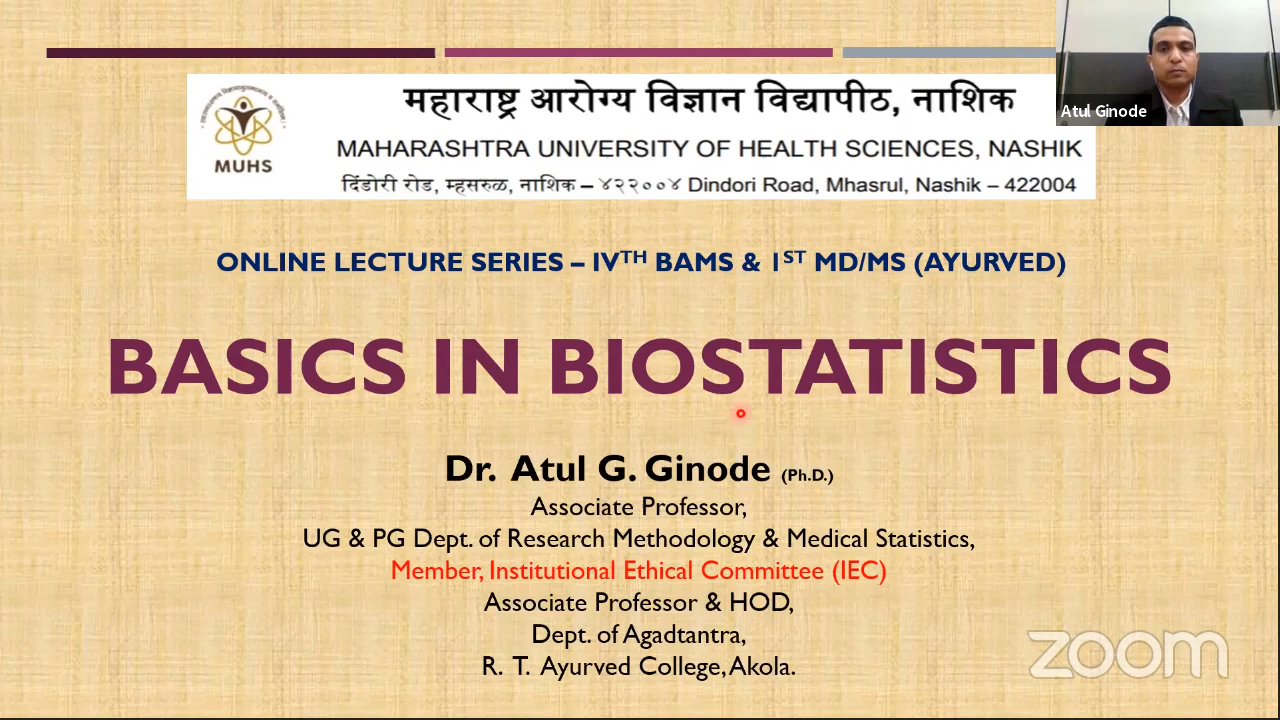 महाराष्ट्र आरोग्य विज्ञान विद्यापीठ, नाशिक
MUHS
MAHARASHTRA UNIVERSITY OF HEALTH SCIENCES, NASHIK
दिंडोरी रोड, म्हसरुळ, नाशिक – ४२२००४ Dindori Road, Mhasrul, Nashik – 422004
Atul Ginode
ONLINE LECTURE SERIES – IVTH BAMS & 1ST MD/MS (AYURVED)
BASICS IN BIOSTATISTICS
Dr. Atul G. Ginode (Ph.D.)
Associate Professor,
UG & PG Dept. of Research Methodology & Medical Statistics,
Member, Institutional Ethical Committee (IEC)
Associate Professor & HOD,
Dept. of Agadtantra,
R. T. Ayurved College, Akola.
zoom